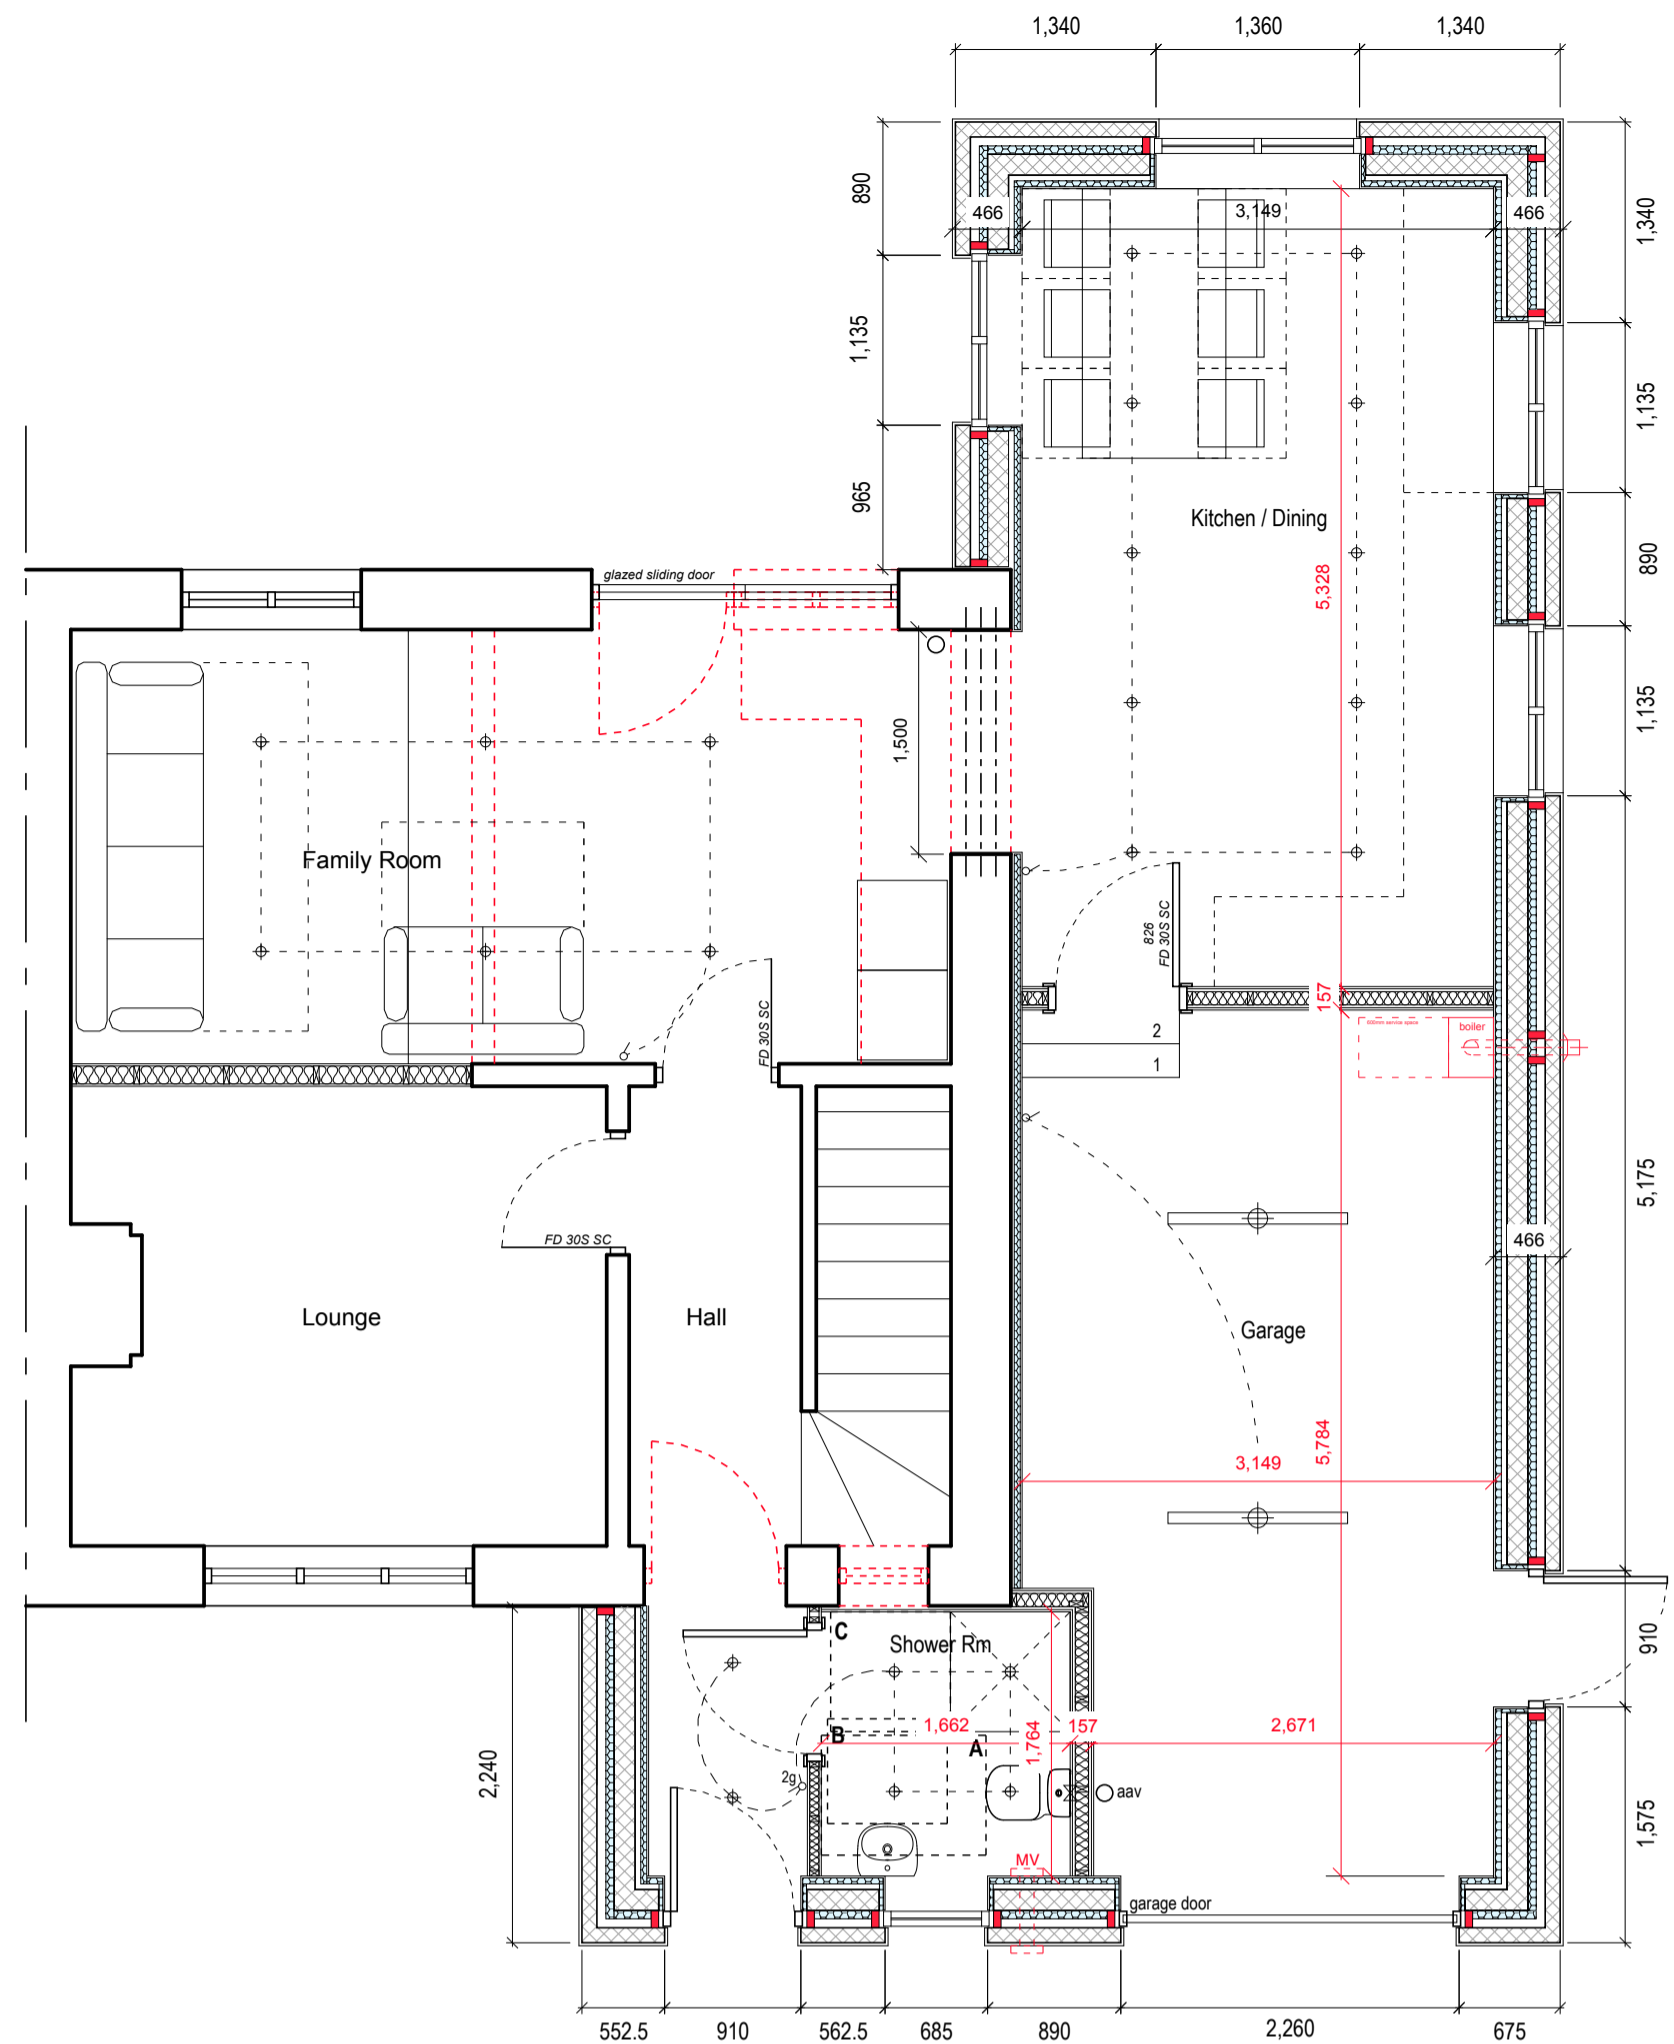 1,340
1,360
1,340
890
466
3,149
466
1,340
1,135
1,135
965
Kitchen / Dining
890
glazed sliding door
5,328
1,135
1,500
Family Room
826
FD 30S SC
FD 30S SC
157
600mm service space
boiler
2
1
5,175
FD 30S SC
466
Lounge
Hall
Garage
5,784
3,149
C
Shower Rm
910
1,662
1,764
157
2,671
B
A
2,240
2g
aav
1,575
MV
garage door
552.5
910
562.5
685
890
2,260
675